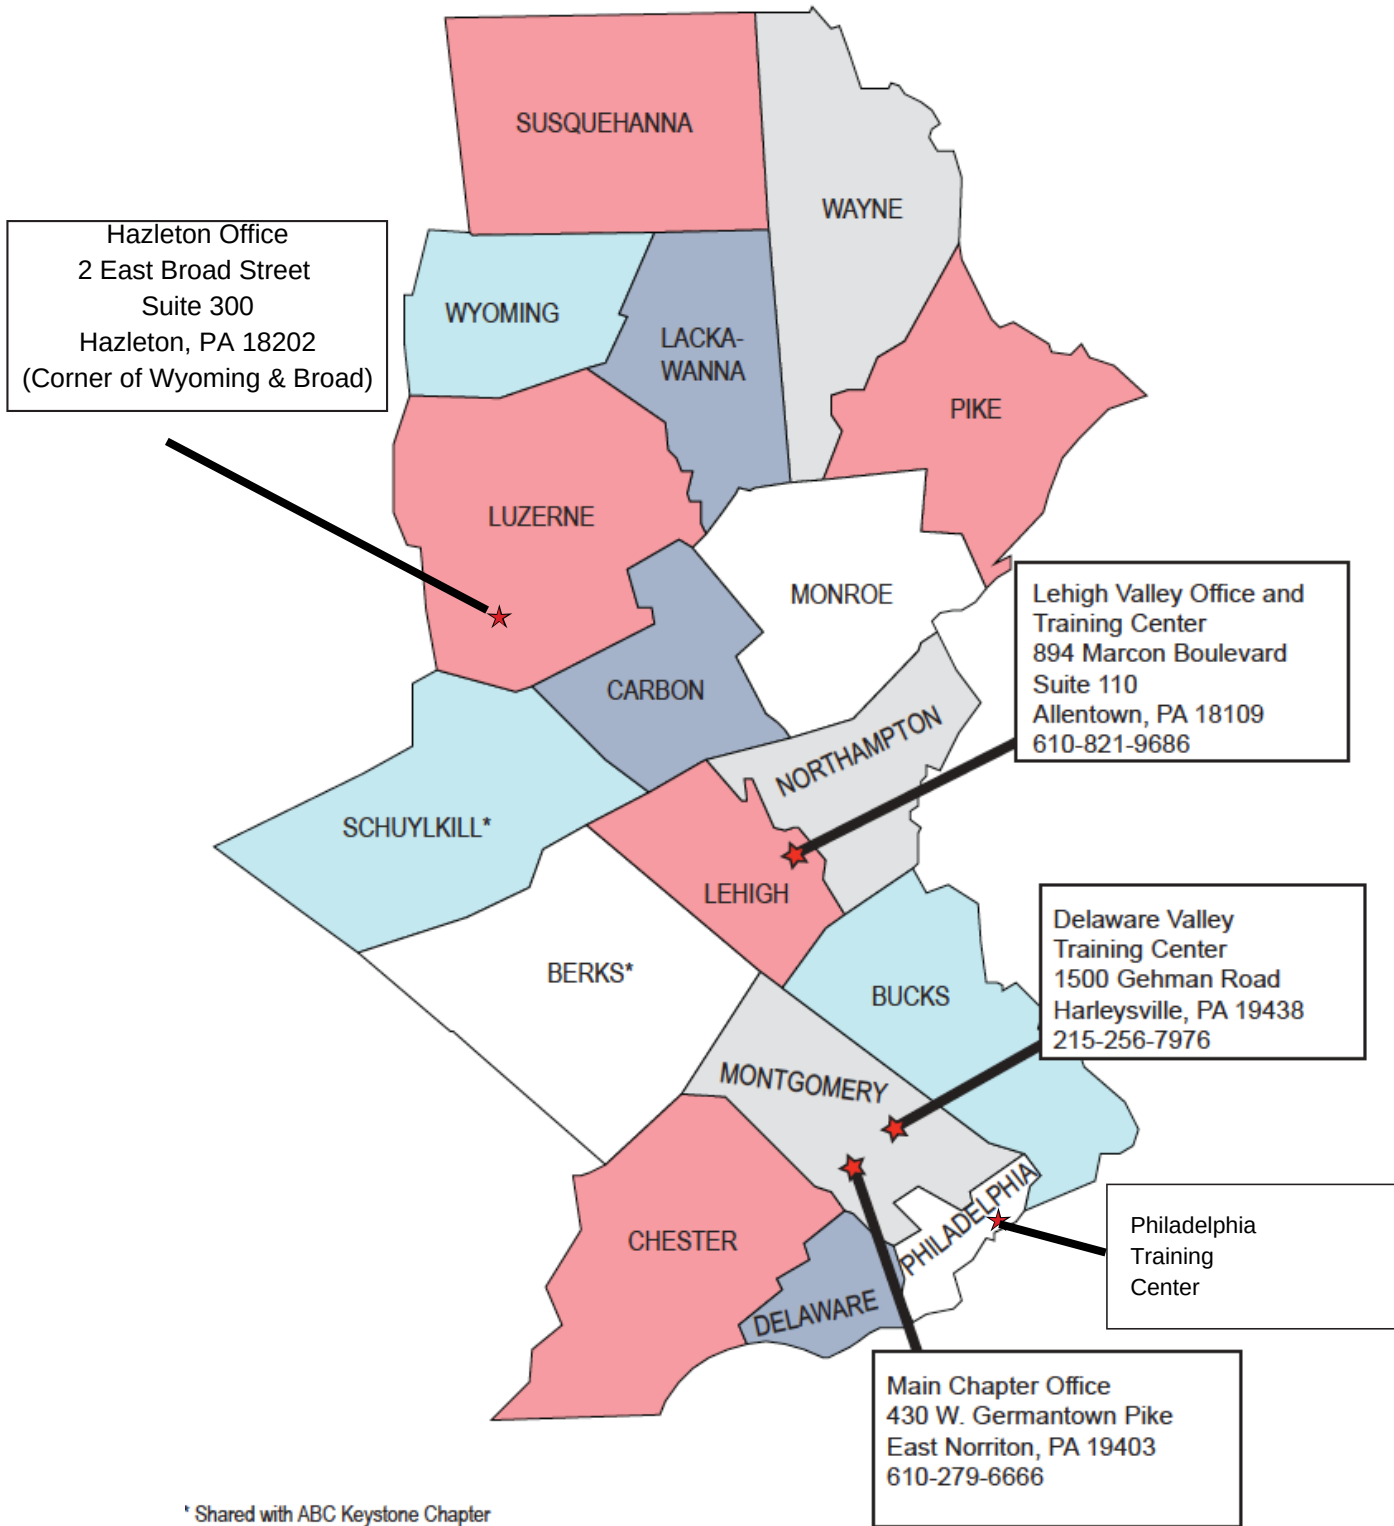 SUSQUEHANNA
WAYNE
Hazleton Office
2 East Broad Street
Suite 300
Hazleton, PA 18202
(Corner of Wyoming & Broad)
WYOMING
LACKA-
WANNA
PIKE
LUZERNE
MONROE
Lehigh Valley Office and
Training Center
894 Marcon Boulevard
Suite 110
Allentown, PA 18109
610-821-9686
CARBON
NORTHAMPTON
SCHUYLKILL*
LEHIGH
Delaware Valley
Training Center
1500 Gehman Road
Harleysville, PA 19438
215-256-7976
BERKS*
BUCKS
MONTGOMERY
PHILADELPHIA
CHESTER
Philadelphia
Training
Center
DELAWARE
Main Chapter Office
430 W. Germantown Pike
East Norriton, PA 19403
610-279-6666
* Shared with ABC Keystone Chapter